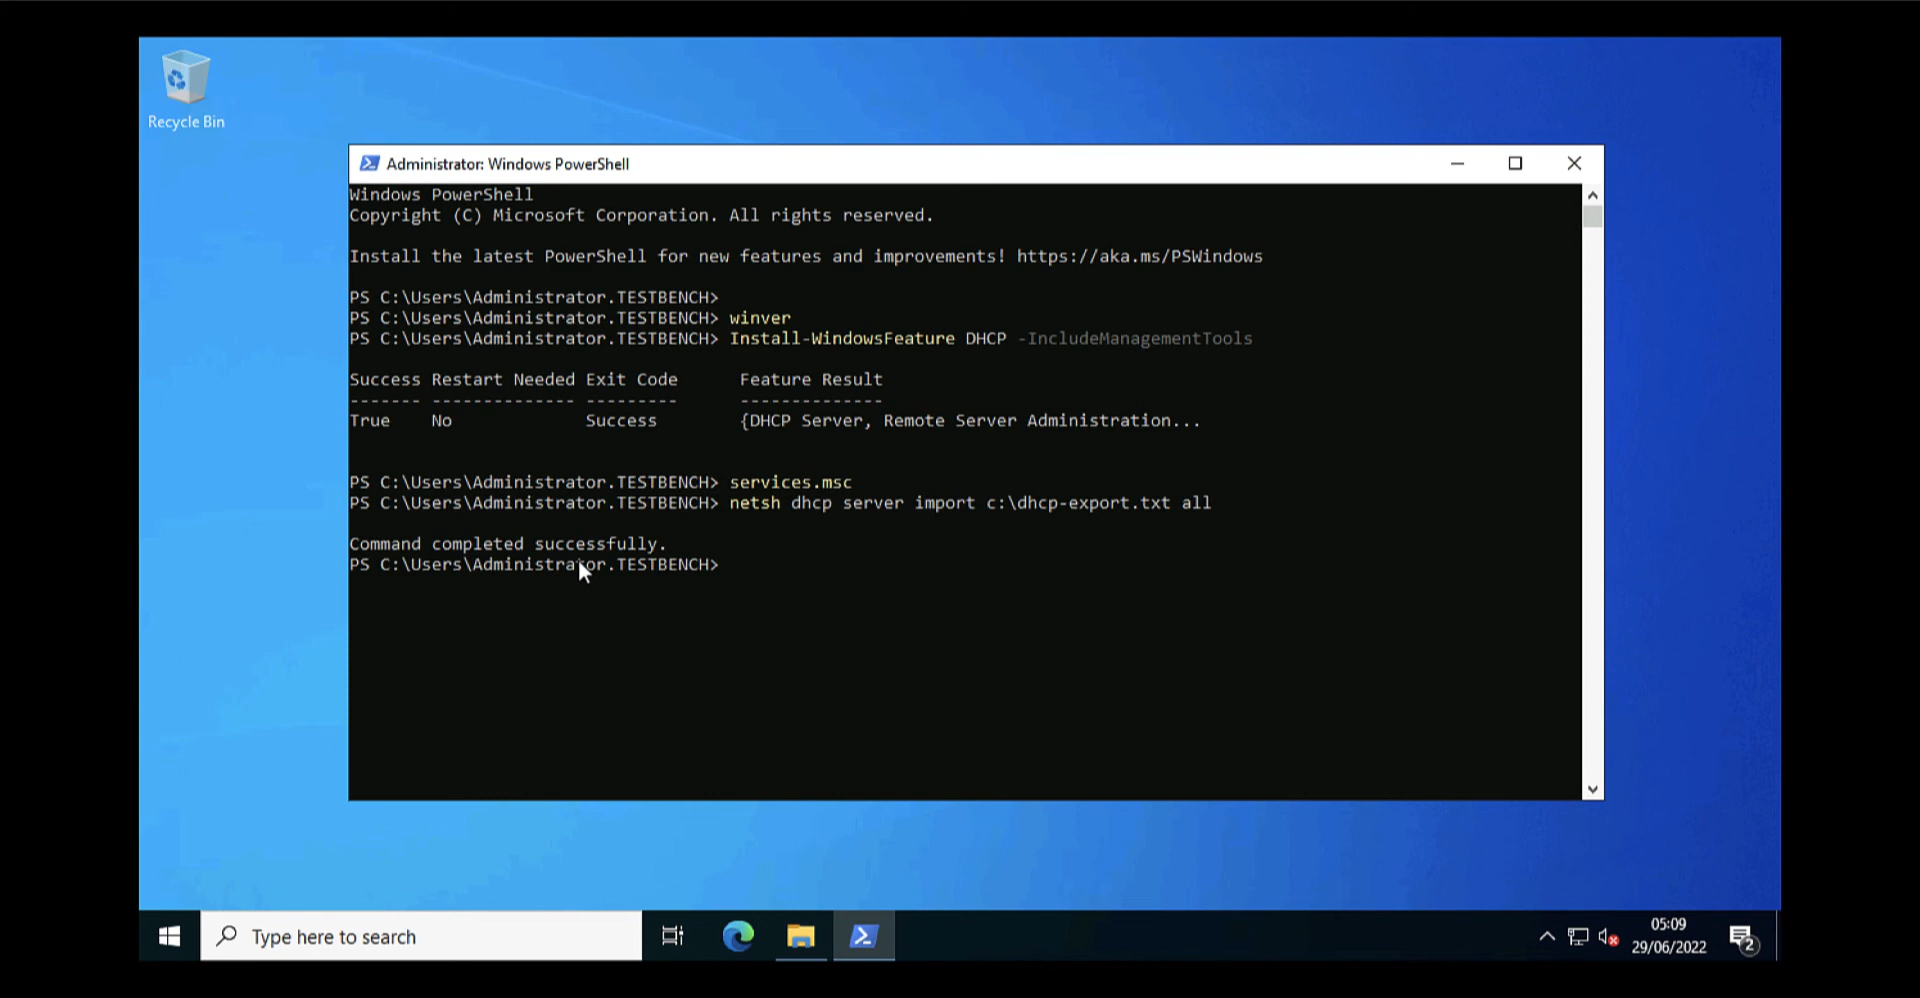 Recycle Bin
Administrator: Windows PowerShell
Windows PowerShell
Copyright (C) Microsoft Corporation. All rights reserved.
Install the latest PowerShell for new features and improvements! https://aka.ms/PSWindows
PS C:\Users\Administrator.TESTBENCH>
PS C:\Users\Administrator.TESTBENCH> winver
PS C:\Users\Administrator.TESTBENCH> Install-WindowsFeature DHCP -IncludeManagementTools
Success Restart Needed Exit Code      Feature Result
------- -------------- ---------      --------------
True    No             Success        {DHCP Server, Remote Server Administration...
PS C:\Users\Administrator.TESTBENCH> services.msc
PS C:\Users\Administrator.TESTBENCH> netsh dhcp server import c:\dhcp-export.txt all
Command completed successfully.
PS C:\Users\Administrator.TESTBENCH>
Type here to search
05:09
29/06/2022
2